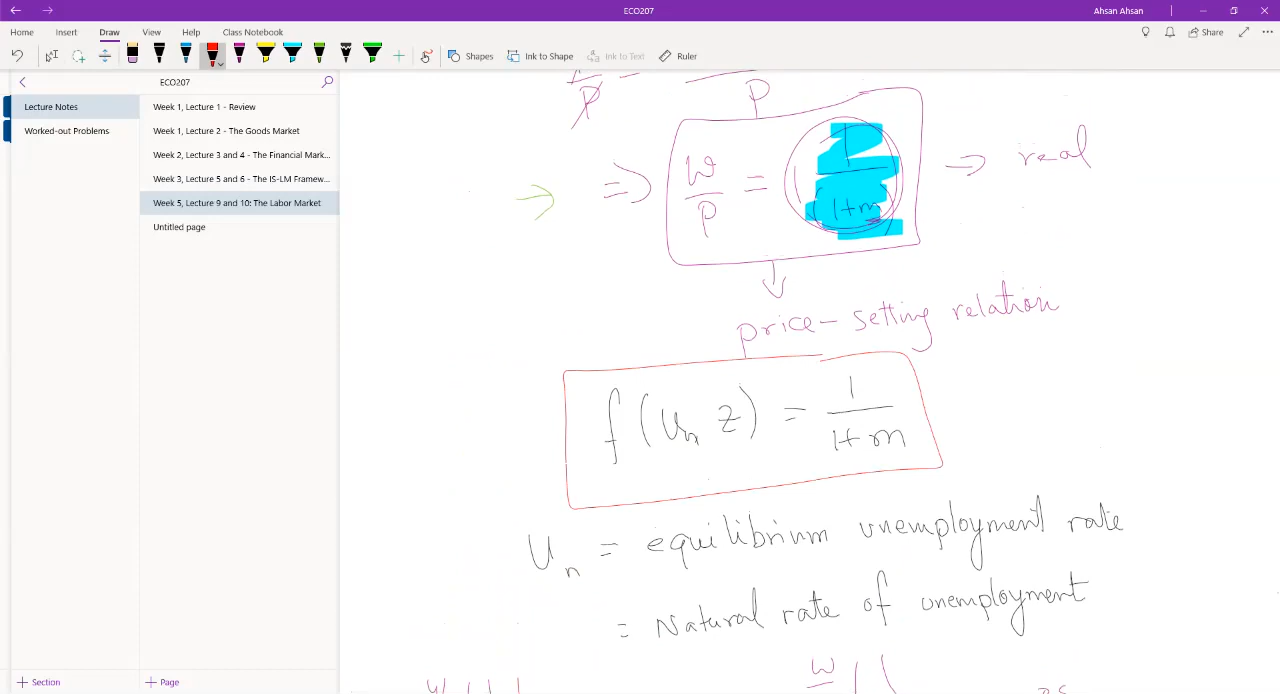 ECO207
Ahsan Ahsan
Home Insert Draw View Help Class Notebook
Share
Shapes Ink to Shape Ink to Text Ruler
ECO207
Lecture Notes
Worked-out Problems
Week 1, Lecture 1 - Review
Week 1, Lecture 2 - The Goods Market
Week 2, Lecture 3 and 4 - The Financial Mark...
Week 3, Lecture 5 and 6 - The IS-LM Framew...
Week 5, Lecture 9 and 10: The Labor Market
Untitled page
+ Section
+ Page
P P
=> W/P = 1/(1+m) → real
price-setting relation
f(Un z) = 1/1+m
Un = equilibrium unemployment rate
= Natural rate of unemployment
W